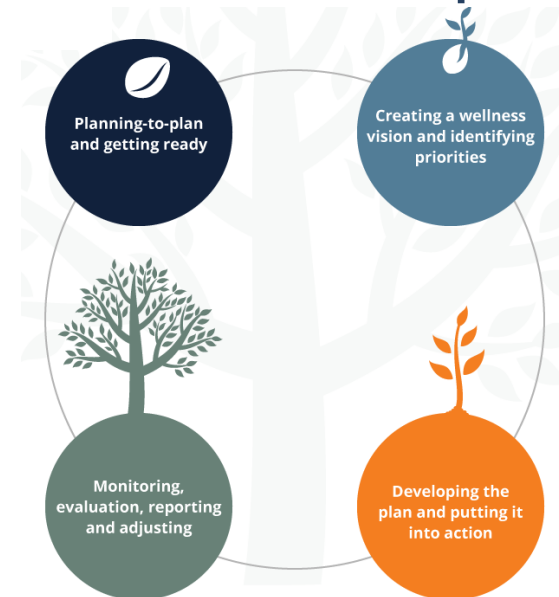 Planning-to-plan
and getting ready
Creating a wellness
vision and identifying
priorities
Developing the
plan and putting it
into action
Monitoring,
evaluation, reporting
and adjusting